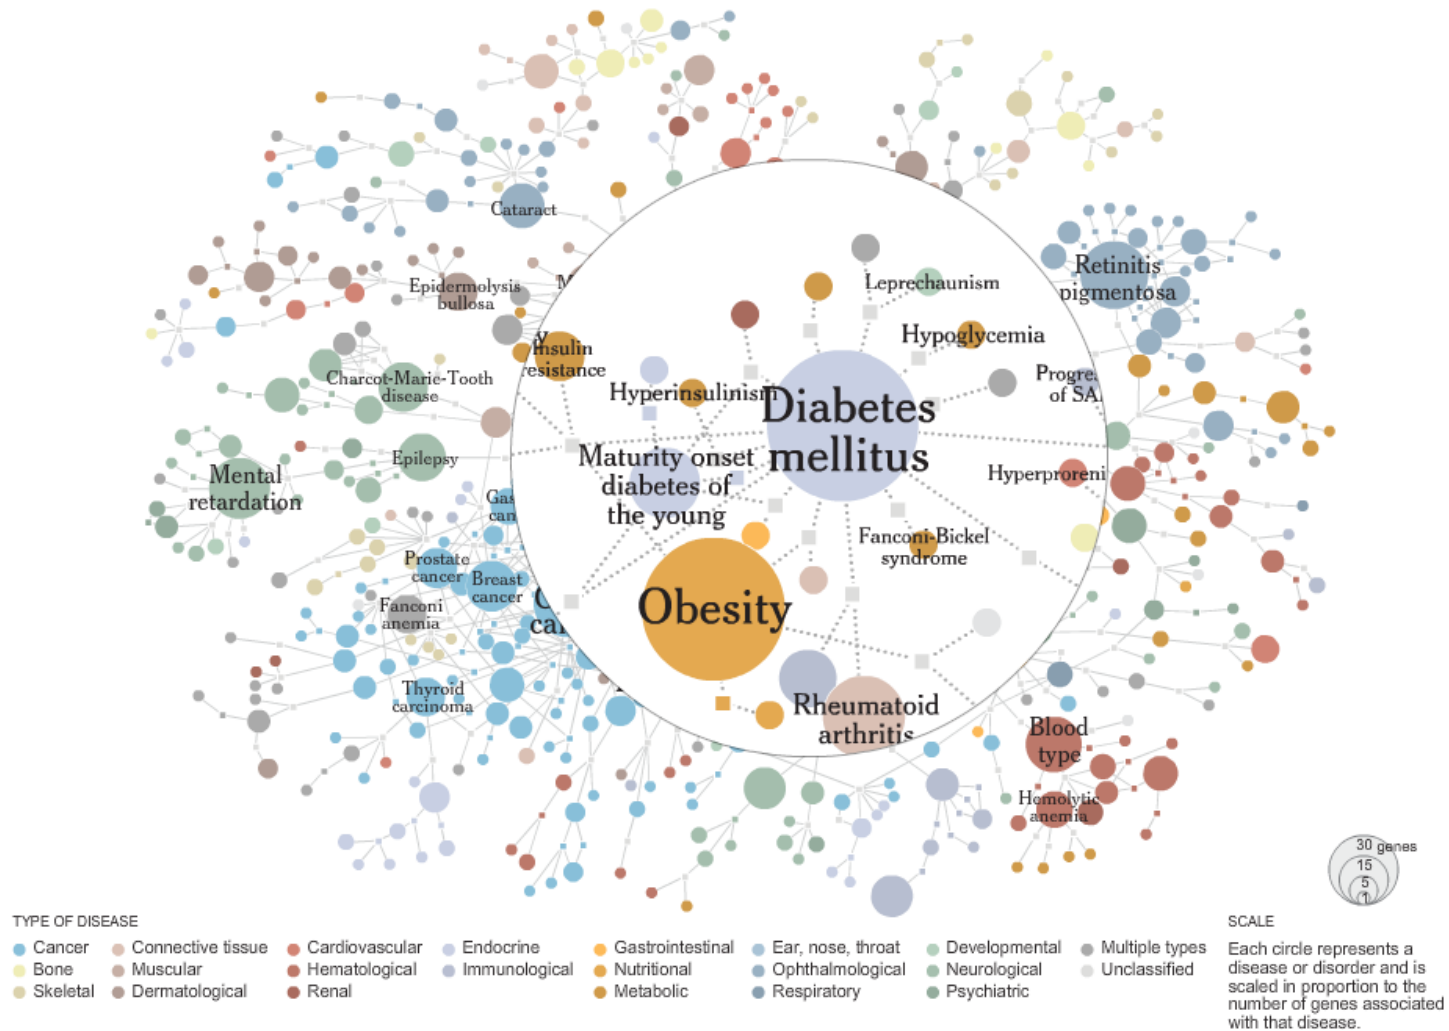 Cataract
Epidermolysis
bullosa
Retinitis
pigmentosa
Leprechaunism
Hypoglycemia
Insulin
resistance
Hyperinsulinism
Diabetes
mellitus
Charcot-Marie-Tooth
disease
Progre
of SA
Epilepsy
Mental
retardation
Maturity onset
diabetes of
the young
Hyperproreni
Gas
can
Prostate
cancer
Breast
cancer
Fanconi
anemia
Fanconi-Bickel
syndrome
Obesity
Thyroid
carcinoma
Rheumatoid
arthritis
Blood
type
Hemolytic
anemia
30 genes
15
5
1
TYPE OF DISEASE
Cancer
Bone
Skeletal
Connective tissue
Muscular
Dermatological
Cardiovascular
Hematological
Renal
Endocrine
Immunological
Gastrointestinal
Nutritional
Metabolic
Ear, nose, throat
Ophthalmological
Respiratory
Developmental
Neurological
Psychiatric
Multiple types
Unclassified
SCALE
Each circle represents a
disease or disorder and is
scaled in proportion to the
number of genes associated
with that disease.